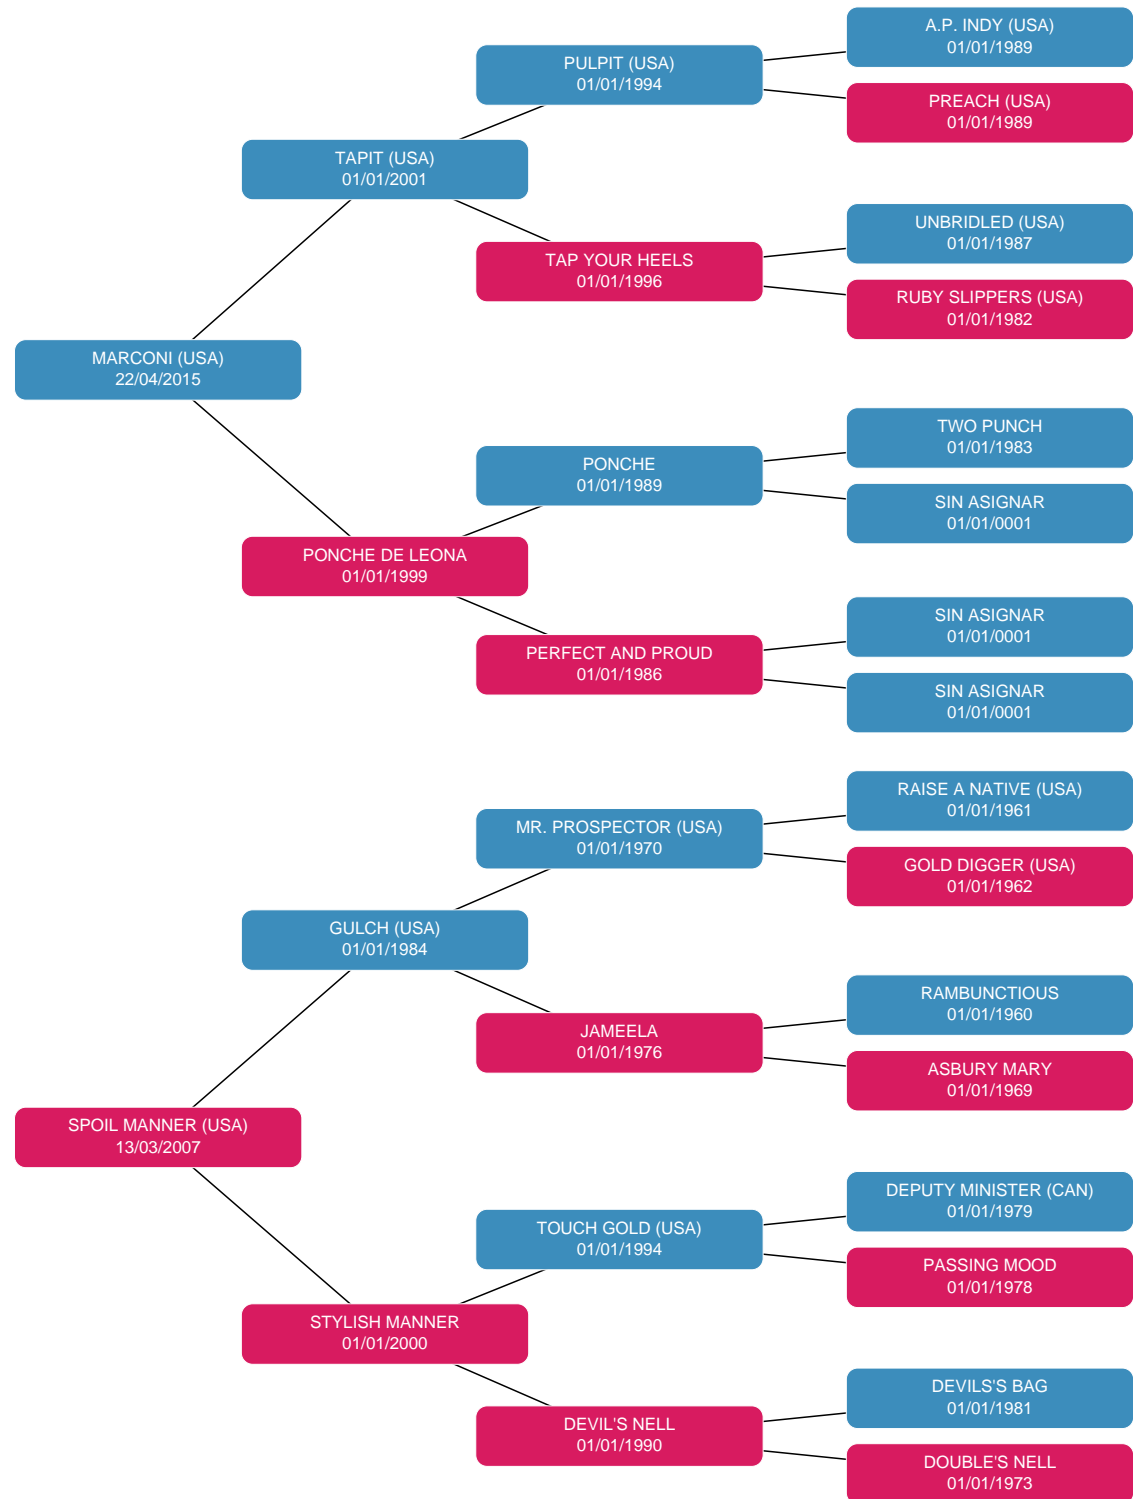 A.P. INDY (USA)
01/01/1989
PULPIT (USA)
01/01/1994
PREACH (USA)
01/01/1989
TAPIT (USA)
01/01/2001
UNBRIDLED (USA)
01/01/1987
TAP YOUR HEELS
01/01/1996
RUBY SLIPPERS (USA)
01/01/1982
MARCONI (USA)
22/04/2015
TWO PUNCH
01/01/1983
PONCHE
01/01/1989
SIN ASIGNAR
01/01/0001
PONCHE DE LEONA
01/01/1999
SIN ASIGNAR
01/01/0001
PERFECT AND PROUD
01/01/1986
SIN ASIGNAR
01/01/0001
RAISE A NATIVE (USA)
01/01/1961
MR. PROSPECTOR (USA)
01/01/1970
GOLD DIGGER (USA)
01/01/1962
GULCH (USA)
01/01/1984
RAMBUNCTIOUS
01/01/1960
JAMEELA
01/01/1976
ASBURY MARY
01/01/1969
SPOIL MANNER (USA)
13/03/2007
DEPUTY MINISTER (CAN)
01/01/1979
TOUCH GOLD (USA)
01/01/1994
PASSING MOOD
01/01/1978
STYLISH MANNER
01/01/2000
DEVILS'S BAG
01/01/1981
DEVIL'S NELL
01/01/1990
DOUBLE'S NELL
01/01/1973